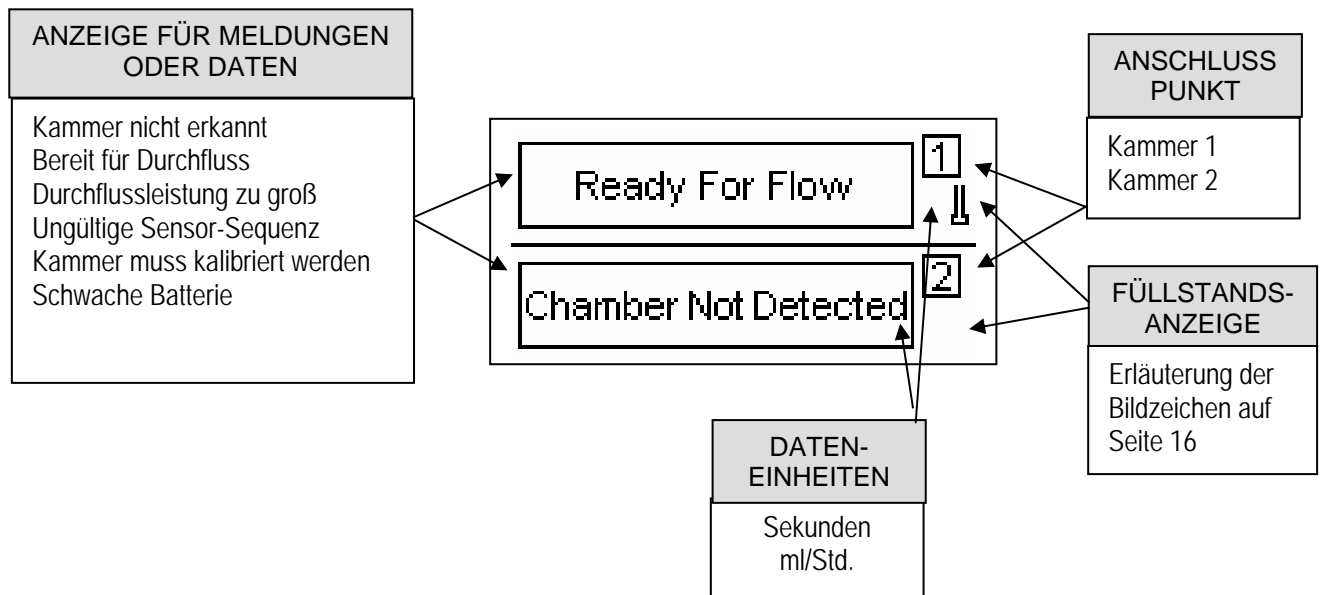 ANZEIGE FÜR MELDUNGEN
ODER DATEN
Kammer nicht erkannt
Bereit für Durchfluss
Durchflussleistung zu groß
Ungültige Sensor-Sequenz
Kammer muss kalibriert werden
Schwache Batterie
Ready For Flow
1
Chamber Not Detected
2
ANSCHLUSS
PUNKT
Kammer 1
Kammer 2
FÜLLSTANDS-
ANZEIGE
Erläuterung der
Bildzeichen auf
Seite 16
DATEN-
EINHEITEN
Sekunden
ml/Std.